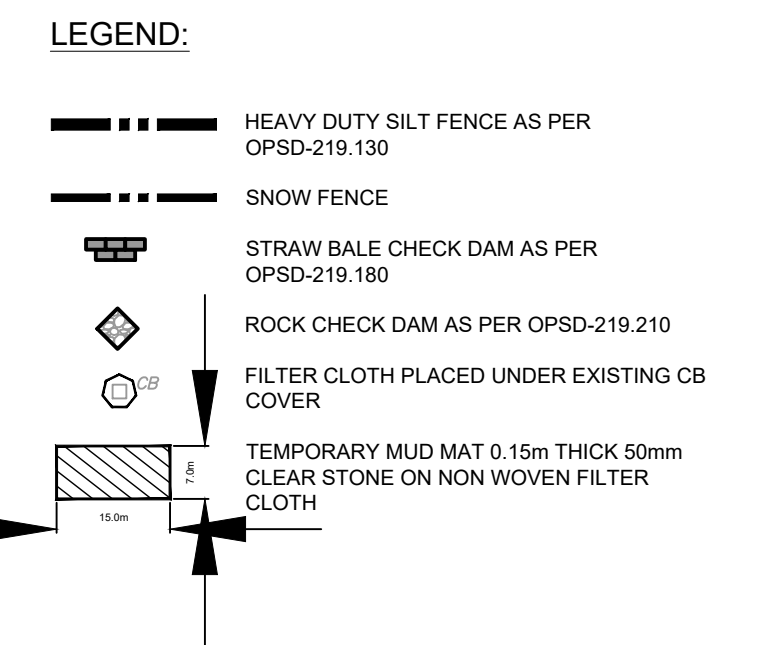 LEGEND:
HEAVY DUTY SILT FENCE AS PER
OPSD-219.130
SNOW FENCE
STRAW BALE CHECK DAM AS PER
OPSD-219.180
ROCK CHECK DAM AS PER OPSD-219.210
CB
FILTER CLOTH PLACED UNDER EXISTING CB
COVER
7.0m
15.0m
TEMPORARY MUD MAT 0.15m THICK 50mm
CLEAR STONE ON NON WOVEN FILTER
CLOTH